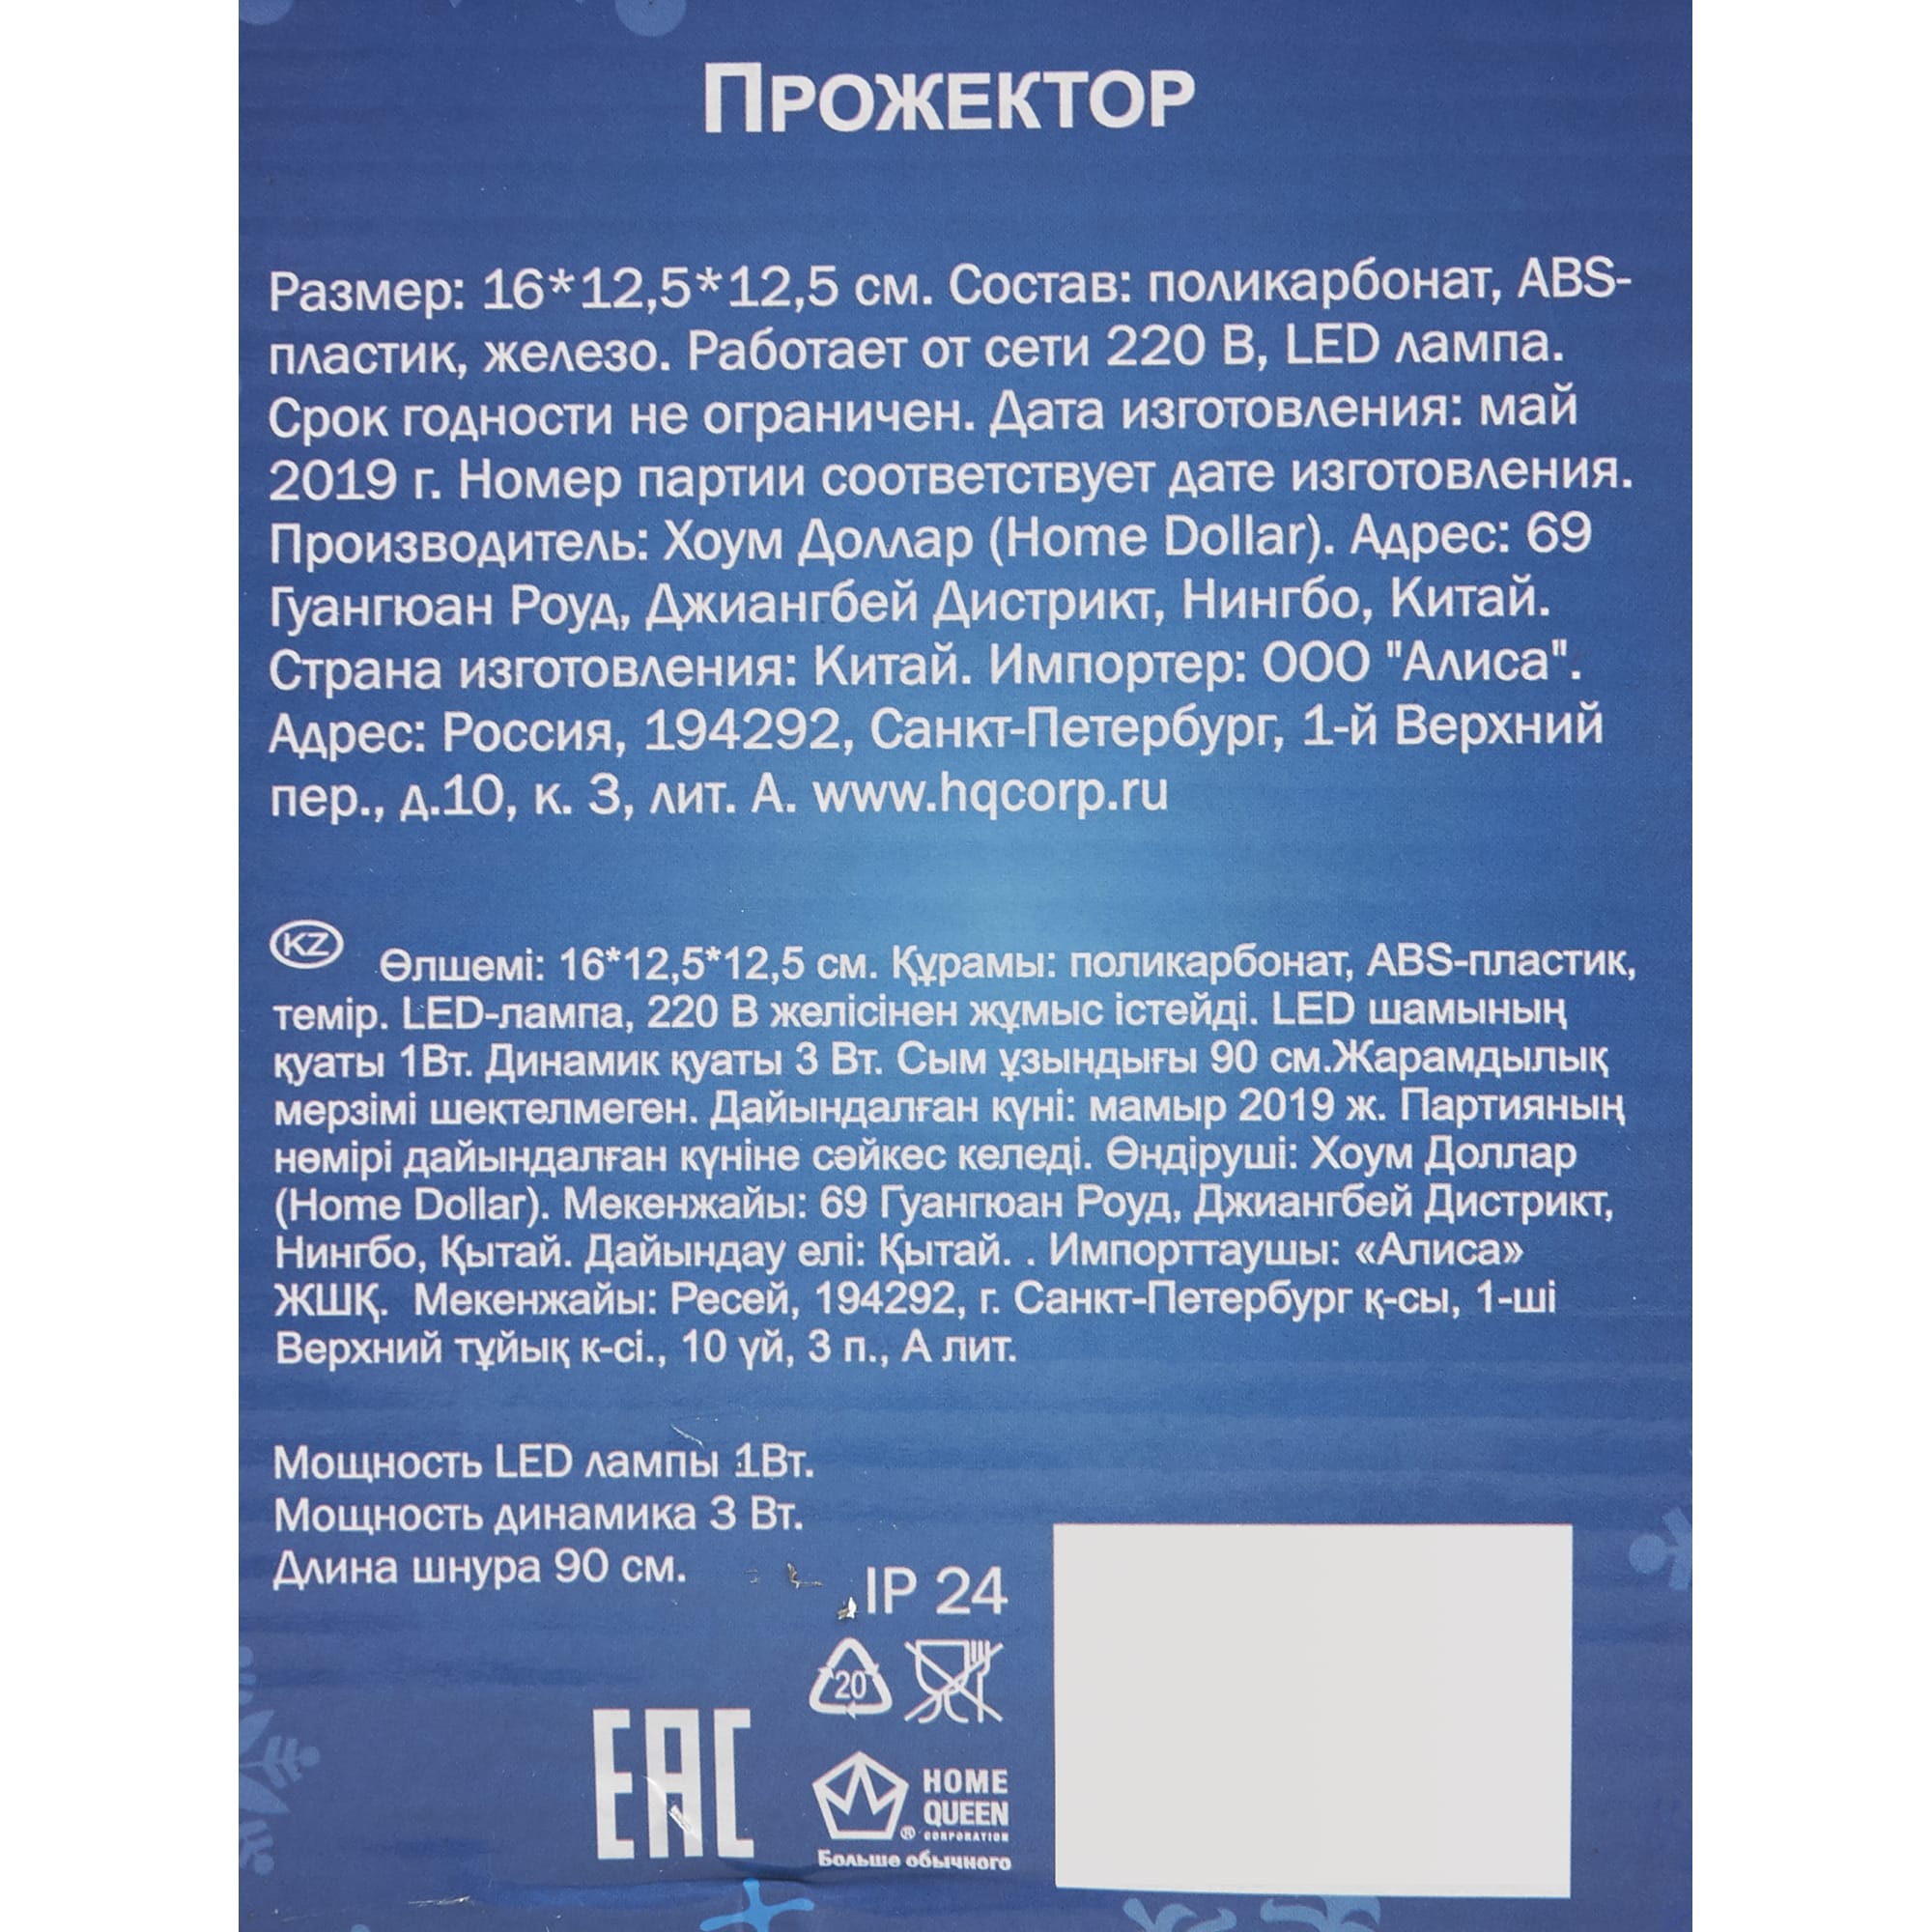 ПРОЖЕКТОР
Размер: 16*12,5*12,5 см. Состав: поликарбонат, ABS-
пластик, железо. Работает от сети 220 В, LED лампа.
Срок годности не ограничен. Дата изготовления: май
2019 г. Номер партии соответствует дате изготовления.
Производитель: Хоум Доллар (Home Dollar). Адрес: 69
Гуангюан Роуд, Джиангбей Дистрикт, Нингбо, Китай.
Страна изготовления: Китай. Импортер: ООО "Алиса".
Адрес: Россия, 194292, Санкт-Петербург, 1-й Верхний
пер., д.10, к. 3, лит. А. www.hqcorp.ru
KZ Өлшемі: 16*12,5*12,5 см. Құрамы: поликарбонат, ABS-пластик,
темір. LED-лампа, 220 В желісінен жұмыс істейді. LED шамының
қуаты 1Вт. Динамик қуаты 3 Вт. Сым ұзындығы 90 см.Жарамдылық
мерзімі шектелмеген. Дайындалған күні: мамыр 2019 ж. Партияның
нөмірі дайындалған күніне сәйкес келеді. Өндіруші: Хоум Доллар
(Home Dollar). Мекенжайы: 69 Гуангюан Роуд, Джиангбей Дистрикт,
Нингбо, Қытай. Дайындау елі: Қытай. . Импорттаушы: «Алиса»
ЖШҚ. Мекенжайы: Ресей, 194292, г. Санкт-Петербург қ-сы, 1-ші
Верхний тұйық к-сі., 10 үй, 3 п., А лит.
Мощность LED лампы 1Вт.
Мощность динамика 3 Вт.
Длина шнура 90 см.
IP 24
20
EAC
HOME
QUEEN
®
CORPORATION
Больше обычного